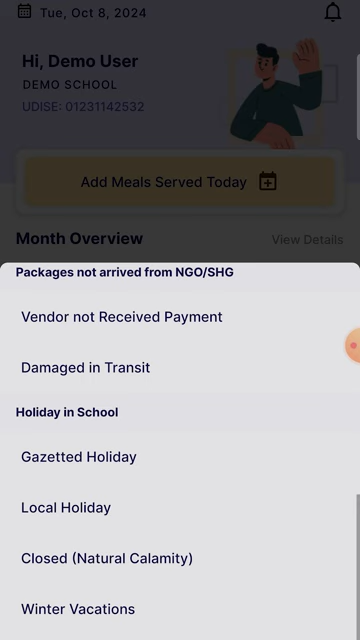 Tue, Oct 8, 2024
Hi, Demo User
DEMO SCHOOL
UDISE: 01231142532
Add Meals Served Today
Month Overview
View Details
Packages not arrived from NGO/SHG
Vendor not Received Payment
Damaged in Transit
Holiday in School
Gazetted Holiday
Local Holiday
Closed (Natural Calamity)
Winter Vacations